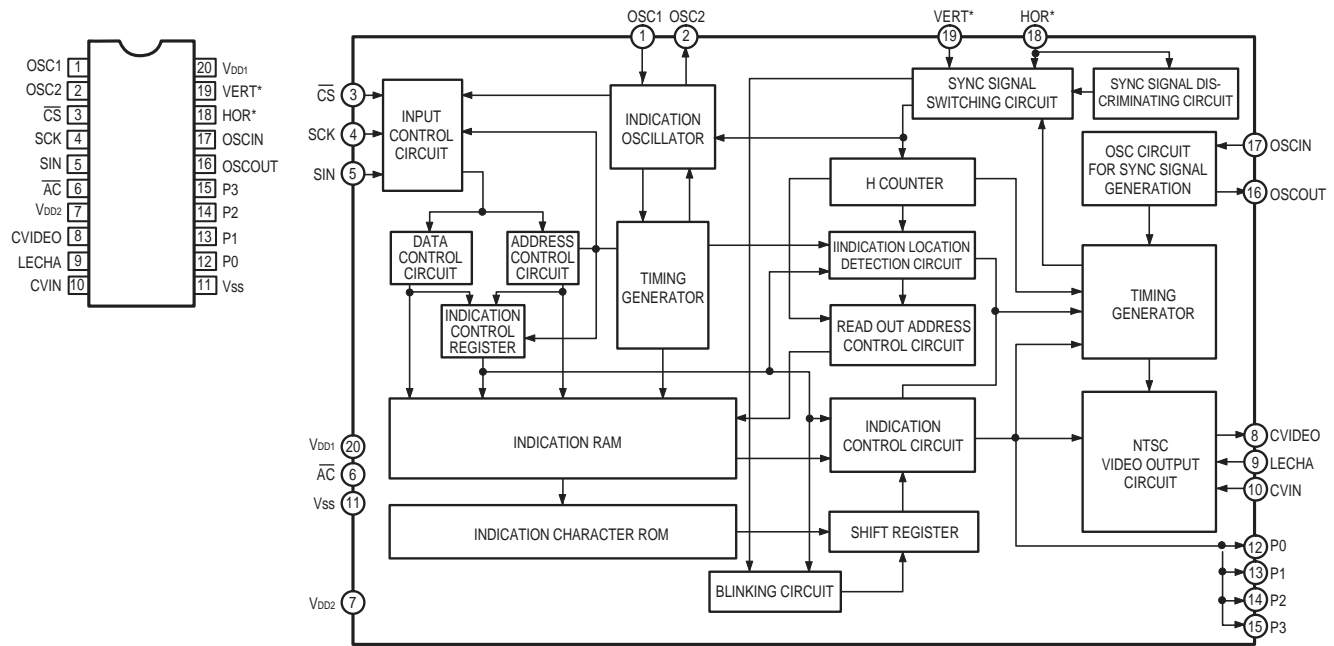 OSC1 1
OSC2 2
CS 3
SCK 4
SIN 5
AC 6
VDD2 7
CVIDEO 8
LECHA 9
CVIN 10
20 VDD1
19 VERT*
18 HOR*
17 OSCIN
16 OSCOUT
15 P3
14 P2
13 P1
12 P0
11 Vss
OSC1 OSC2
1 2
VERT* HOR*
19 18
CS 3
SCK 4
SIN 5
INPUT
CONTROL
CIRCUIT
INDICATION
OSCILLATOR
SYNC SIGNAL
SWITCHING CIRCUIT
SYNC SIGNAL DIS-
CRIMINATING CIRCUIT
OSC CIRCUIT
FOR SYNC SIGNAL
GENERATION
17 OSCIN
16 OSCOUT
H COUNTER
DATA
CONTROL
CIRCUIT
ADDRESS
CONTROL
CIRCUIT
TIMING
GENERATOR
IINDICATION LOCATION
DETECTION CIRCUIT
TIMING
GENERATOR
INDICATION
CONTROL
REGISTER
READ OUT ADDRESS
CONTROL CIRCUIT
INDICATION RAM
INDICATION
CONTROL CIRCUIT
NTSC
VIDEO OUTPUT
CIRCUIT
8 CVIDEO
9 LECHA
10 CVIN
VDD1 20
AC 6
Vss 11
INDICATION CHARACTER ROM
SHIFT REGISTER
BLINKING CIRCUIT
VDD2 7
12 P0
13 P1
14 P2
15 P3